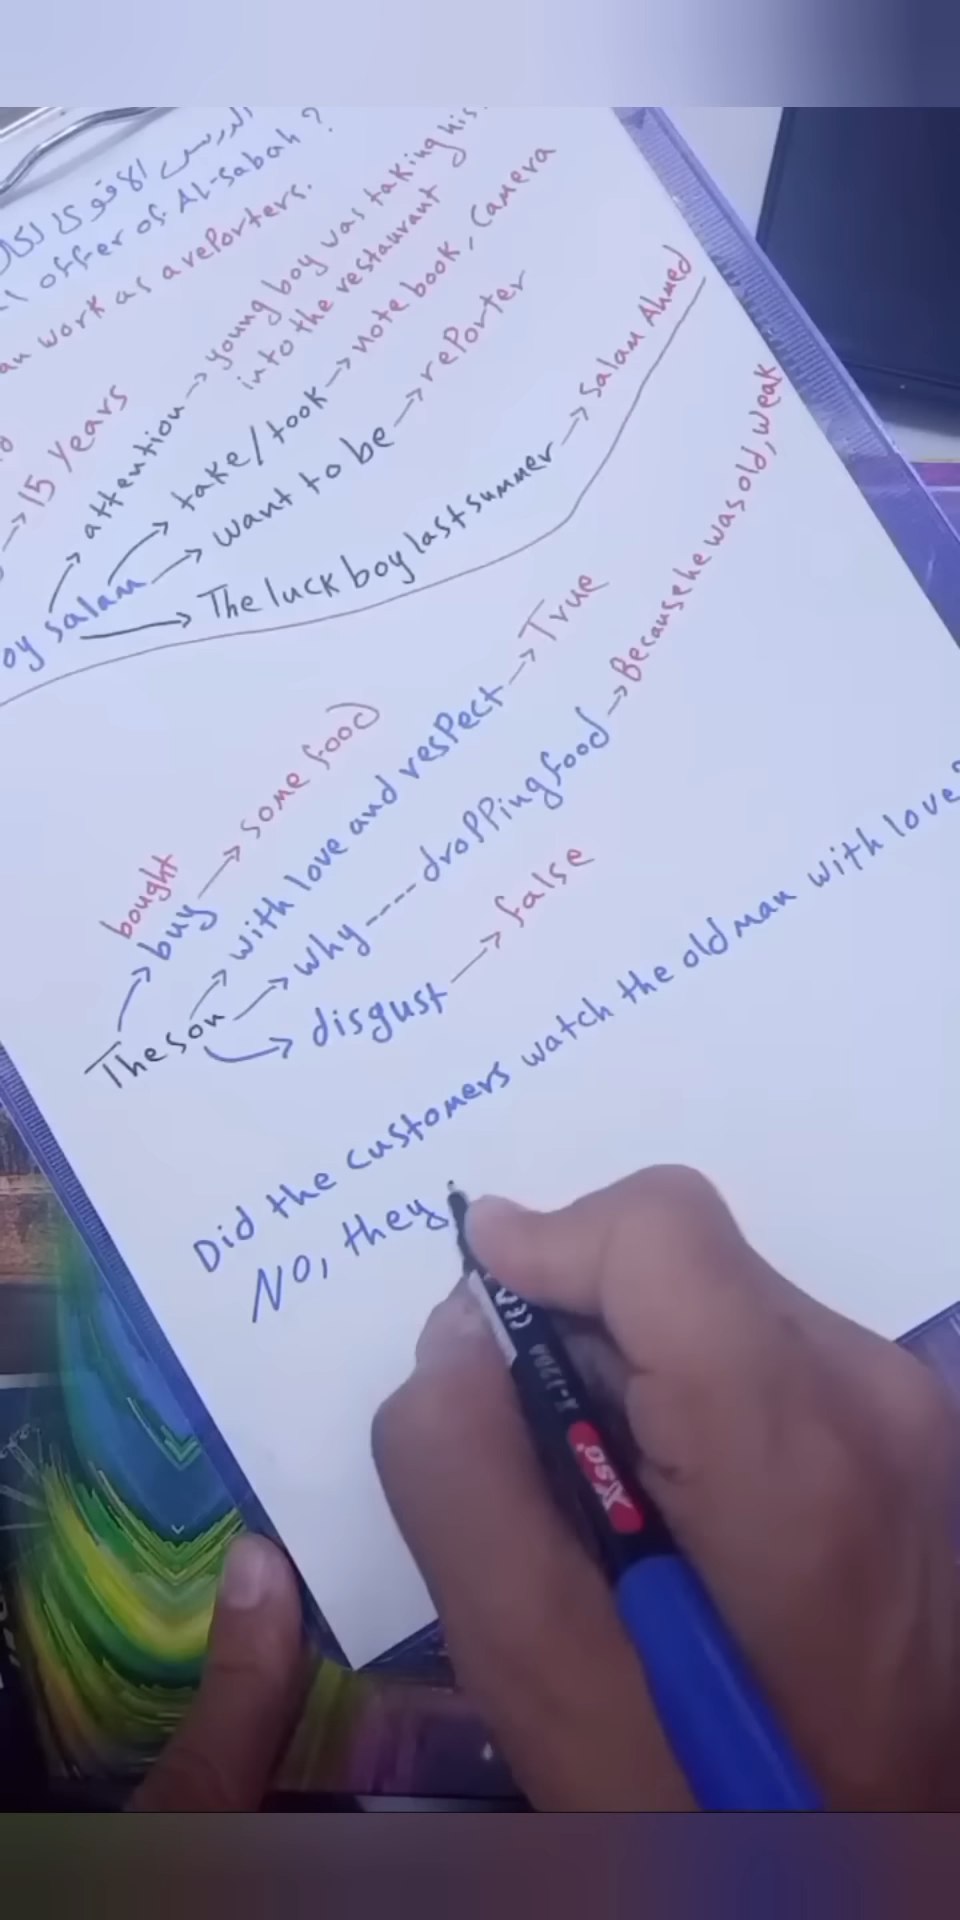 offer of AL-Sabah ?
work as a rePorters.
15 Years
attention → young boy was taking his
into the restaurant
take/took → note book, Camera
want to be → rePorter
oy salam
The luck boy last summer → Salam Ahmed
bought
buy → some food
with love and resPect → True
why ---- droPPing food → Because he was old, weak
The son
disgust → false
Did the customers watch the old man with love?
NO, they
Xsq